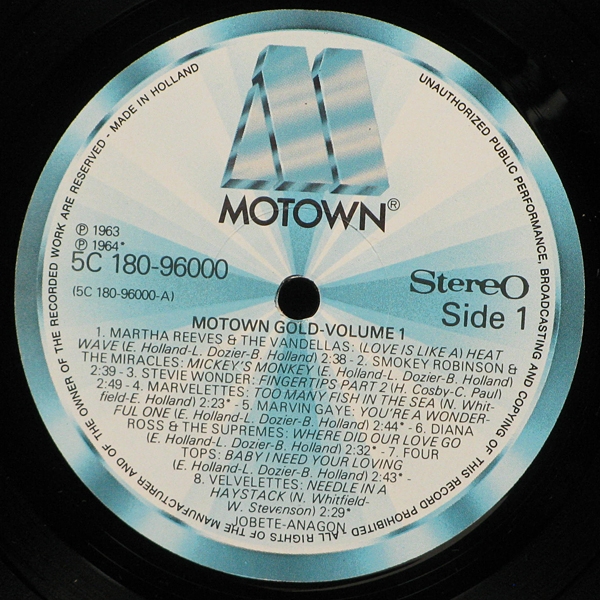 MOTOWN®
ALL RIGHTS OF THE MANUFACTURER AND OF THE OWNER OF THE RECORDED WORK ARE RESERVED - MADE IN HOLLAND
UNAUTHORIZED PUBLIC PERFORMANCE, BROADCASTING AND COPYING OF THIS RECORD PROHIBITED -
℗ 1963
℗ 1964*
5C 180-96000
(5C 180-96000-A)
Stereo
Side 1
MOTOWN GOLD-VOLUME 1
1. MARTHA REEVES & THE VANDELLAS: (LOVE IS LIKE A) HEAT
WAVE (E. Holland-L. Dozier-B. Holland) 2:38 - 2. SMOKEY ROBINSON &
THE MIRACLES: MICKEY'S MONKEY (E. Holland-L. Dozier-B. Holland)
2:39 - 3. STEVIE WONDER: FINGERTIPS PART 2 (H. Cosby-C. Paul)
2:49 - 4. MARVELETTES: TOO MANY FISH IN THE SEA (N. Whit-
field-E. Holland) 2:23* - 5. MARVIN GAYE: YOU'RE A WONDER-
FUL ONE (E. Holland-L. Dozier-B. Holland) 2:44* - 6. DIANA
ROSS & THE SUPREMES: WHERE DID OUR LOVE GO
(E. Holland-L. Dozier-B. Holland) 2:32* - 7. FOUR
TOPS: BABY I NEED YOUR LOVING
(E. Holland-L. Dozier-B. Holland) 2:43* -
8. VELVELETTES: NEEDLE IN A
HAYSTACK (N. Whitfield-
W. Stevenson) 2:29*
JOBETE-ANAGON